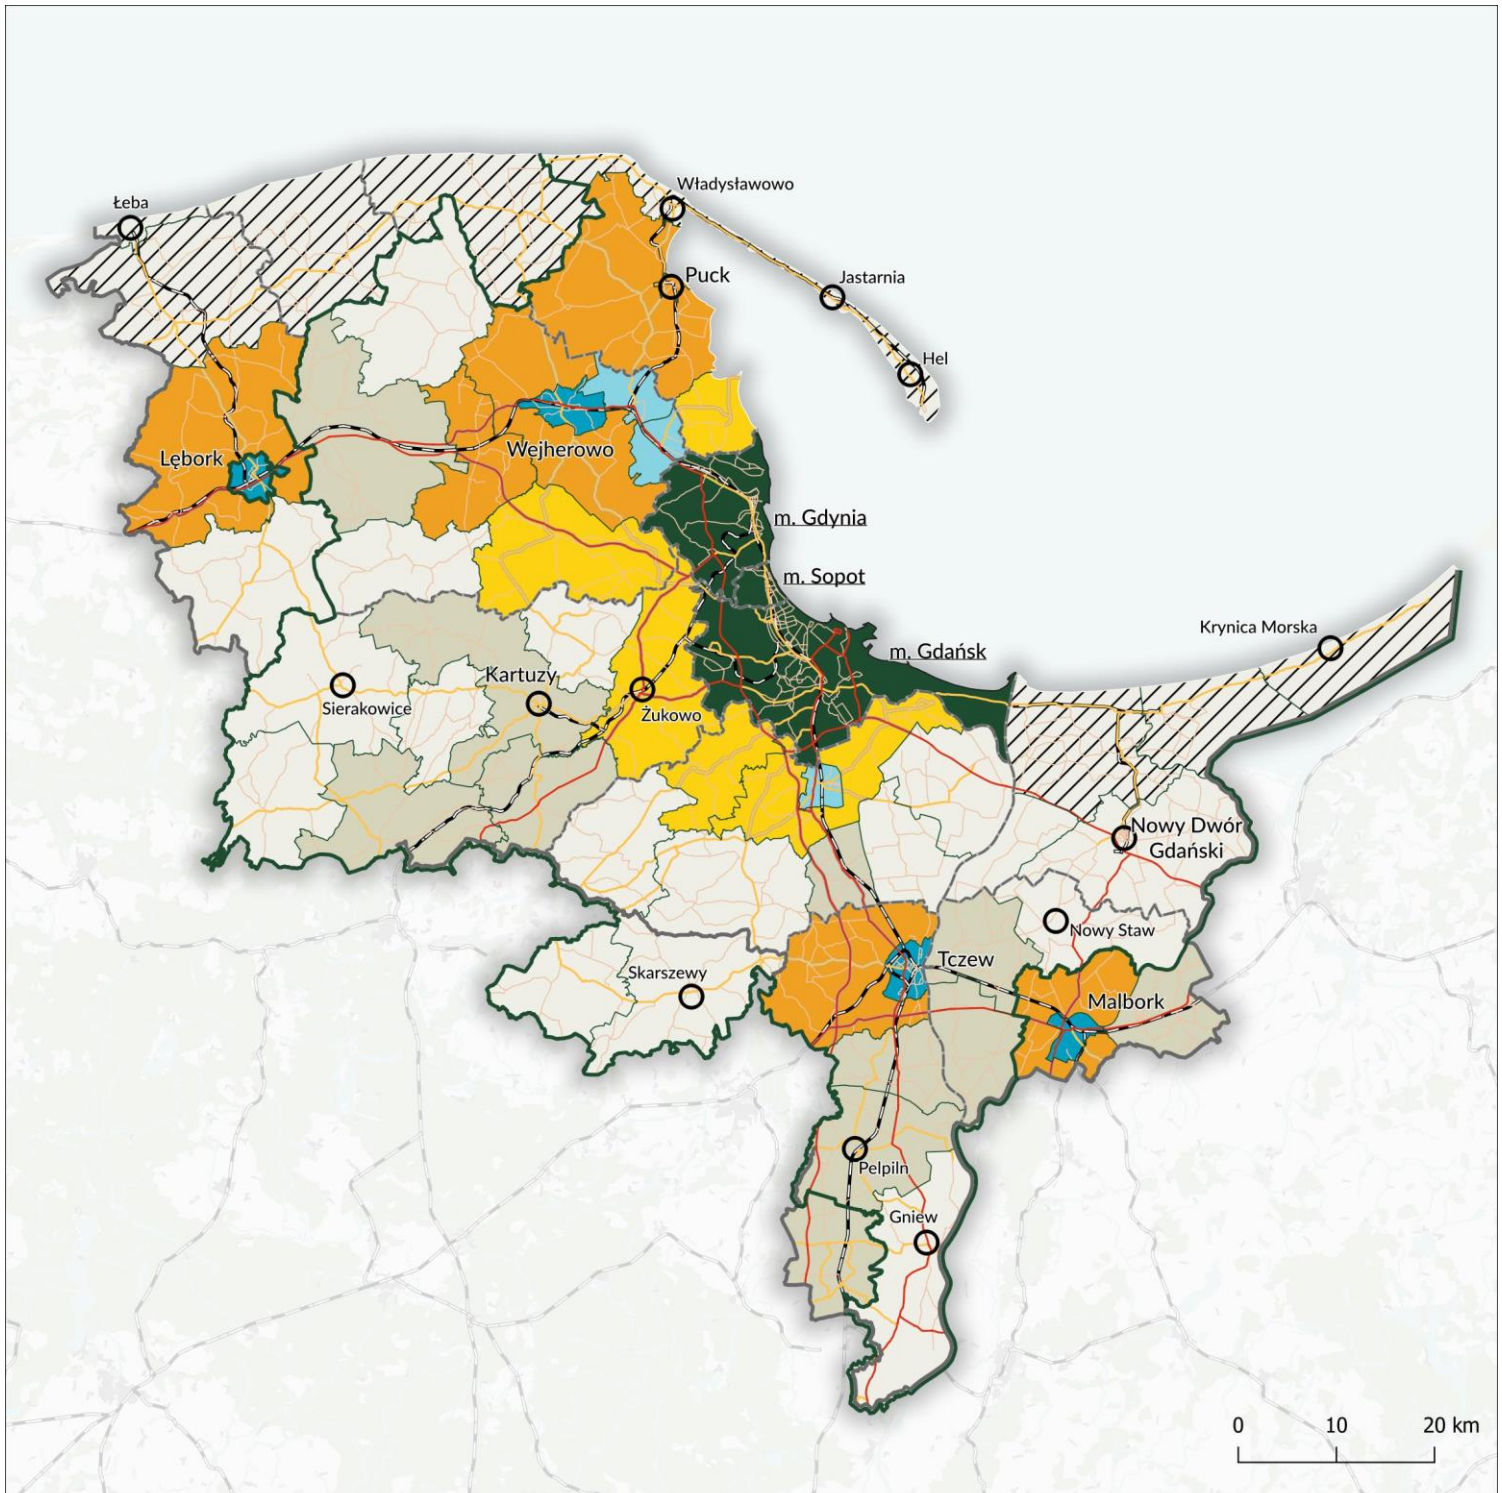 Władysławowo
Łeba
Puck
Jastarnia
Hel
Lębork
Wejherowo
m. Gdynia
m. Sopot
Krynica Morska
m. Gdańsk
Kartuzy
Sierakowice
Żukowo
Nowy Dwór
Gdański
Nowy Staw
Tczew
Skarszewy
Malbork
Pelpiln
Gniew
0 10 20 km